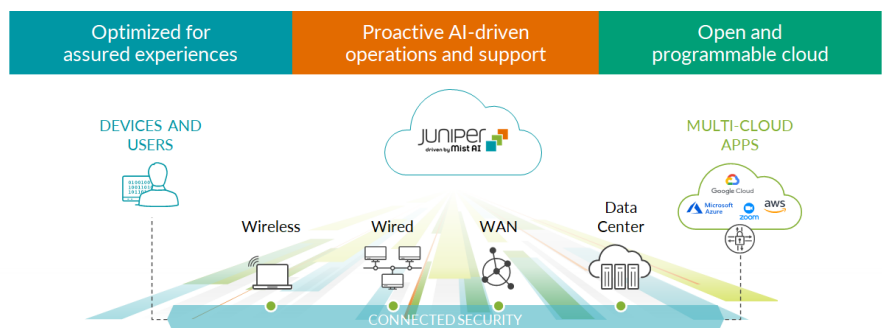 Optimized for
assured experiences
Proactive AI-driven
operations and support
Open and
programmable cloud
DEVICES AND
USERS
JUNIPER
driven by Mist AI
MULTI-CLOUD
APPS
Google Cloud
Microsoft
Azure
zoom
aws
Wireless
Wired
WAN
Data
Center
CONNECTED SECURITY